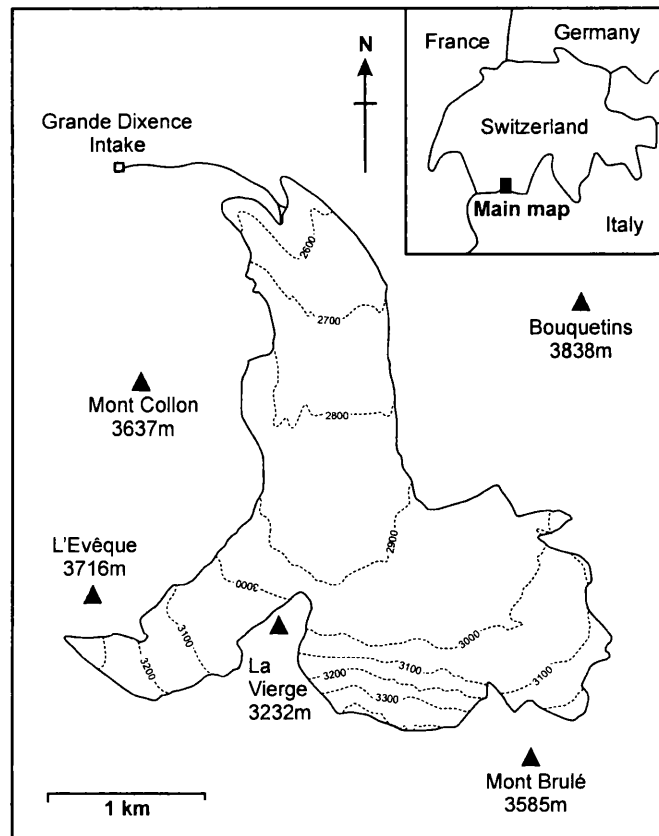 France
Germany
Switzerland
Main map
Italy
N
Grande Dixence
Intake
2600
2700
2800
2900
3000
3000
3100
3200
3100
3200
3300
3100
Bouquetins
3838m
Mont Collon
3637m
L'Evêque
3716m
La
Vierge
3232m
Mont Brulé
3585m
1 km